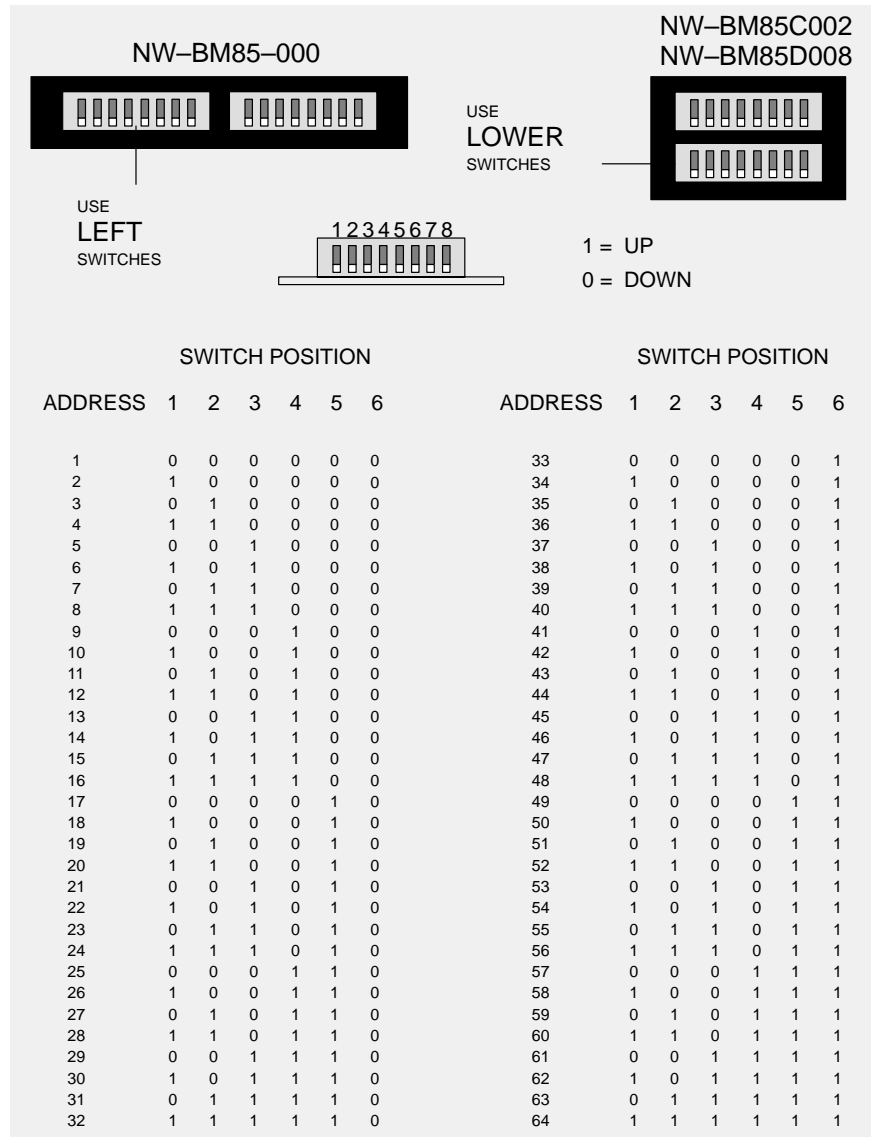 NW–BM85–000
NW–BM85C002
NW–BM85D008
USE
LOWER
SWITCHES
USE
LEFT
SWITCHES
1 2 3 4 5 6 7 8
1 = UP
0 = DOWN
SWITCH POSITION
ADDRESS 1 2 3 4 5 6
1 0 0 0 0 0 0
2 1 0 0 0 0 0
3 0 1 0 0 0 0
4 1 1 0 0 0 0
5 0 0 1 0 0 0
6 1 0 1 0 0 0
7 0 1 1 0 0 0
8 1 1 1 0 0 0
9 0 0 0 1 0 0
10 1 0 0 1 0 0
11 0 1 0 1 0 0
12 1 1 0 1 0 0
13 0 0 1 1 0 0
14 1 0 1 1 0 0
15 0 1 1 1 0 0
16 1 1 1 1 0 0
17 0 0 0 0 1 0
18 1 0 0 0 1 0
19 0 1 0 0 1 0
20 1 1 0 0 1 0
21 0 0 1 0 1 0
22 1 0 1 0 1 0
23 0 1 1 0 1 0
24 1 1 1 0 1 0
25 0 0 0 1 1 0
26 1 0 0 1 1 0
27 0 1 0 1 1 0
28 1 1 0 1 1 0
29 0 0 1 1 1 0
30 1 0 1 1 1 0
31 0 1 1 1 1 0
32 1 1 1 1 1 0
SWITCH POSITION
ADDRESS 1 2 3 4 5 6
33 0 0 0 0 0 1
34 1 0 0 0 0 1
35 0 1 0 0 0 1
36 1 1 0 0 0 1
37 0 0 1 0 0 1
38 1 0 1 0 0 1
39 0 1 1 0 0 1
40 1 1 1 0 0 1
41 0 0 0 1 0 1
42 1 0 0 1 0 1
43 0 1 0 1 0 1
44 1 1 0 1 0 1
45 0 0 1 1 0 1
46 1 0 1 1 0 1
47 0 1 1 1 0 1
48 1 1 1 1 0 1
49 0 0 0 0 1 1
50 1 0 0 0 1 1
51 0 1 0 0 1 1
52 1 1 0 0 1 1
53 0 0 1 0 1 1
54 1 0 1 0 1 1
55 0 1 1 0 1 1
56 1 1 1 0 1 1
57 0 0 0 1 1 1
58 1 0 0 1 1 1
59 0 1 0 1 1 1
60 1 1 0 1 1 1
61 0 0 1 1 1 1
62 1 0 1 1 1 1
63 0 1 1 1 1 1
64 1 1 1 1 1 1